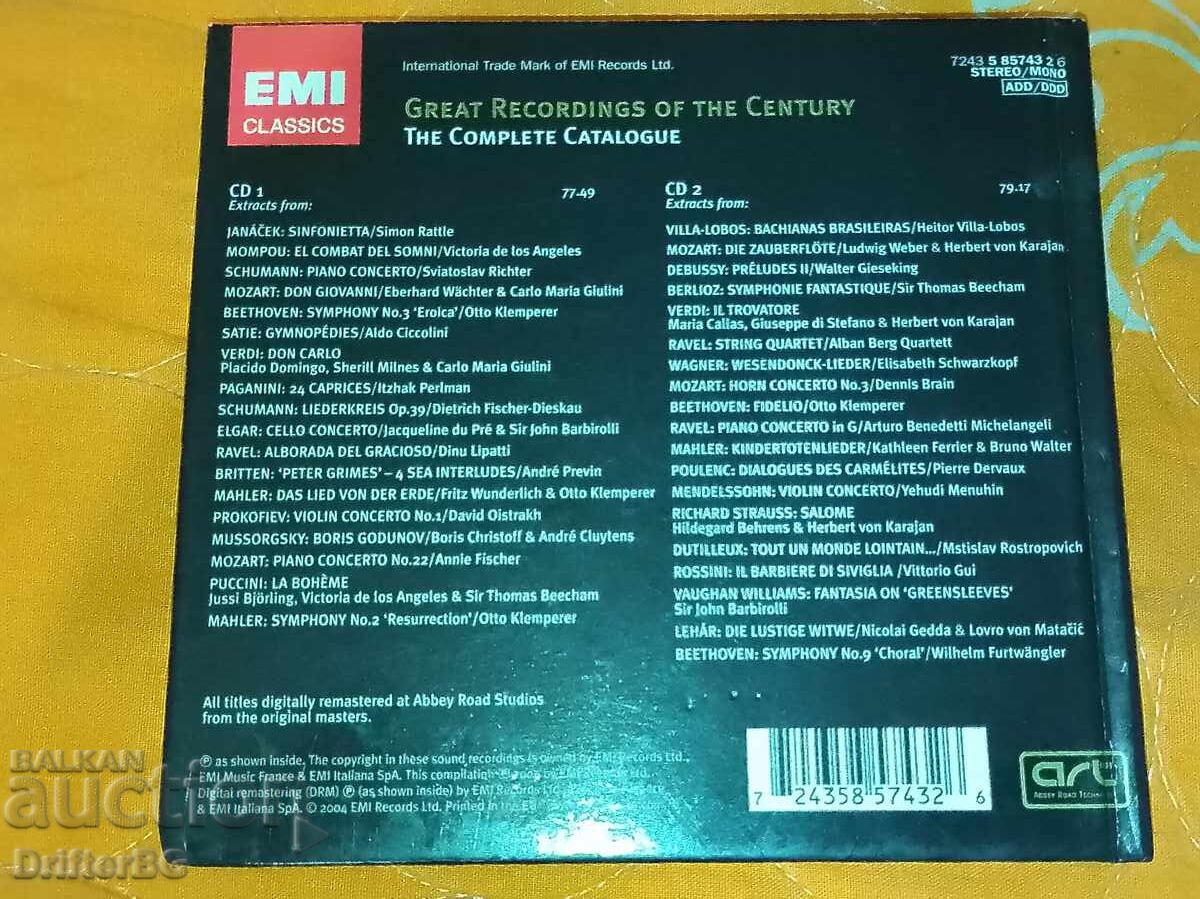 EMI
CLASSICS
International Trade Mark of EMI Records Ltd.
7243 5 85743 2 6
STEREO/MONO
ADD/DDD
GREAT RECORDINGS OF THE CENTURY
THE COMPLETE CATALOGUE
CD 1 77.49
Extracts from:
JANÁČEK: SINFONIETTA/Simon Rattle
MOMPOU: EL COMBAT DEL SOMNI/Victoria de los Angeles
SCHUMANN: PIANO CONCERTO/Sviatoslav Richter
MOZART: DON GIOVANNI/Eberhard Wächter & Carlo Maria Giulini
BEETHOVEN: SYMPHONY No.3 'Eroica'/Otto Klemperer
SATIE: GYMNOPÉDIES/Aldo Ciccolini
VERDI: DON CARLO
Placido Domingo, Sherill Milnes & Carlo Maria Giulini
PAGANINI: 24 CAPRICES/Itzhak Perlman
SCHUMANN: LIEDERKREIS Op.39/Dietrich Fischer-Dieskau
ELGAR: CELLO CONCERTO/Jacqueline du Pré & Sir John Barbirolli
RAVEL: ALBORADA DEL GRACIOSO/Dinu Lipatti
BRITTEN: 'PETER GRIMES' – 4 SEA INTERLUDES/André Previn
MAHLER: DAS LIED VON DER ERDE/Fritz Wunderlich & Otto Klemperer
PROKOFIEV: VIOLIN CONCERTO No.1/David Oistrakh
MUSSORGSKY: BORIS GODUNOV/Boris Christoff & André Cluytens
MOZART: PIANO CONCERTO No.22/Annie Fischer
PUCCINI: LA BOHÈME
Jussi Björling, Victoria de los Angeles & Sir Thomas Beecham
MAHLER: SYMPHONY No.2 'Resurrection'/Otto Klemperer
CD 2 79.17
Extracts from:
VILLA-LOBOS: BACHIANAS BRASILEIRAS/Heitor Villa-Lobos
MOZART: DIE ZAUBERFLÖTE/Ludwig Weber & Herbert von Karajan
DEBUSSY: PRÉLUDES II/Walter Gieseking
BERLIOZ: SYMPHONIE FANTASTIQUE/Sir Thomas Beecham
VERDI: IL TROVATORE
Maria Callas, Giuseppe di Stefano & Herbert von Karajan
RAVEL: STRING QUARTET/Alban Berg Quartett
WAGNER: WESENDONCK-LIEDER/Elisabeth Schwarzkopf
MOZART: HORN CONCERTO No.3/Dennis Brain
BEETHOVEN: FIDELIO/Otto Klemperer
RAVEL: PIANO CONCERTO in G/Arturo Benedetti Michelangeli
MAHLER: KINDERTOTENLIEDER/Kathleen Ferrier & Bruno Walter
POULENC: DIALOGUES DES CARMÉLITES/Pierre Dervaux
MENDELSSOHN: VIOLIN CONCERTO/Yehudi Menuhin
RICHARD STRAUSS: SALOME
Hildegard Behrens & Herbert von Karajan
DUTILLEUX: TOUT UN MONDE LOINTAIN.../Mstislav Rostropovich
ROSSINI: IL BARBIERE DI SIVIGLIA /Vittorio Gui
VAUGHAN WILLIAMS: FANTASIA ON 'GREENSLEEVES'
Sir John Barbirolli
LEHÁR: DIE LUSTIGE WITWE/Nicolai Gedda & Lovro von Matačić
BEETHOVEN: SYMPHONY No.9 'Choral'/Wilhelm Furtwängler
All titles digitally remastered at Abbey Road Studios
from the original masters.
℗ as shown inside. The copyright in these sound recordings is owned by EMI Records Ltd.,
EMI Music France & EMI Italiana SpA. This compilation by EMI Records Ltd.
Digital remastering (DRM) ℗ (as shown inside) by EMI Records Ltd
& EMI Italiana SpA. © 2004 EMI Records Ltd. Printed in the
7 24358 57432 6
art
ABBEY ROAD
BALKAN
auction
DrifterBG